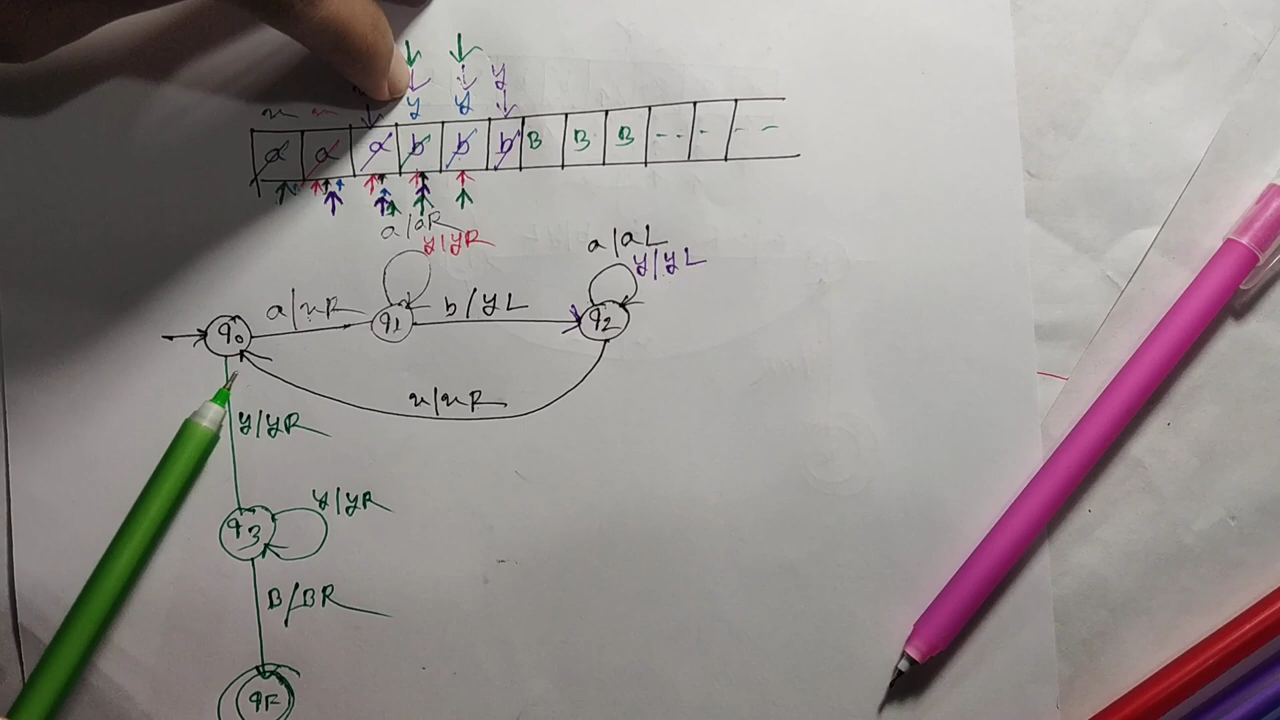 y
x x y y
a a a b b b B B B -- - --
a/aR
y/yR
a/aL
y/yL
a/xR
b/yL
q0
q1
q2
x/xR
y/yR
q3
y/yR
B/BR
qF